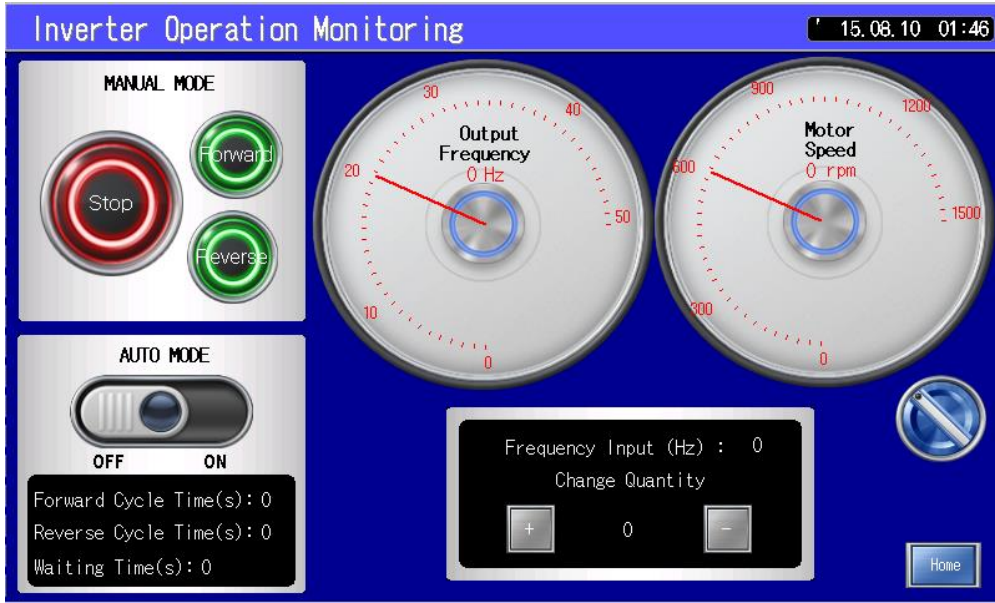 Inverter Operation Monitoring
' 15.08.10 01:46
MANUAL MODE
Stop
Forward
Reverse
AUTO MODE
OFF ON
Forward Cycle Time(s): 0
Reverse Cycle Time(s): 0
Waiting Time(s): 0
Output
Frequency
0 Hz
0
10
20
30
40
50
Motor
Speed
0 rpm
0
300
600
900
1200
1500
Frequency Input (Hz) : 0
Change Quantity
+ 0 -
Home